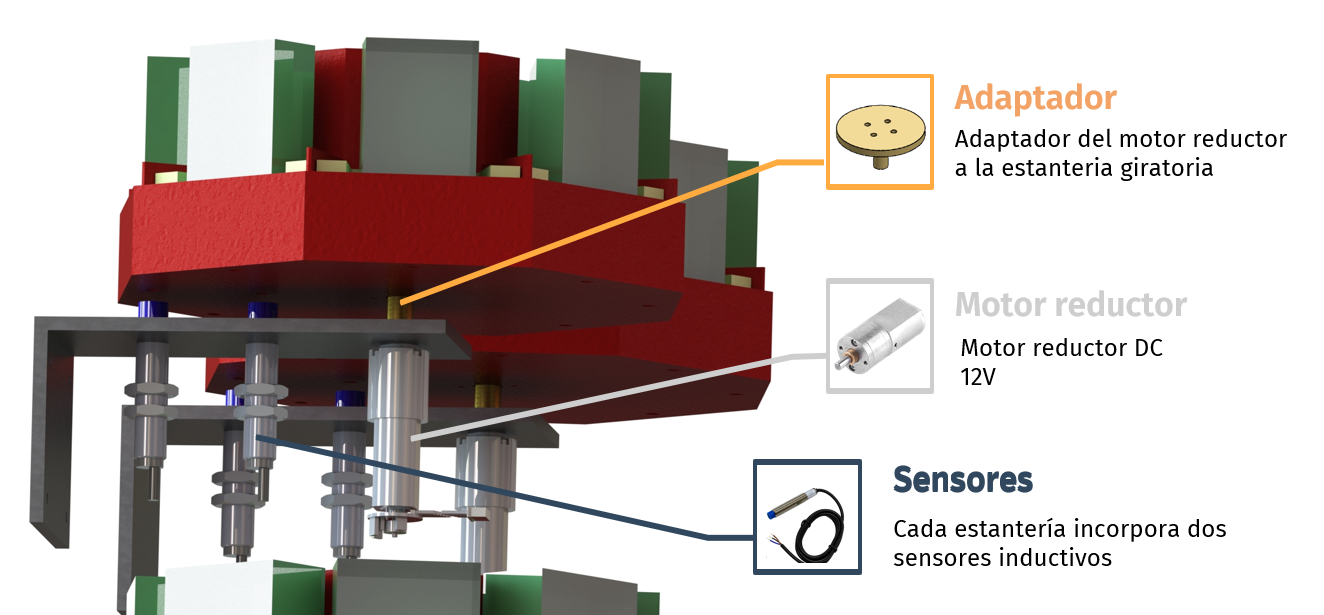 Adaptador
Adaptador del motor reductor
a la estanteria giratoria
Motor reductor
Motor reductor DC
12V
Sensores
Cada estantería incorpora dos
sensores inductivos